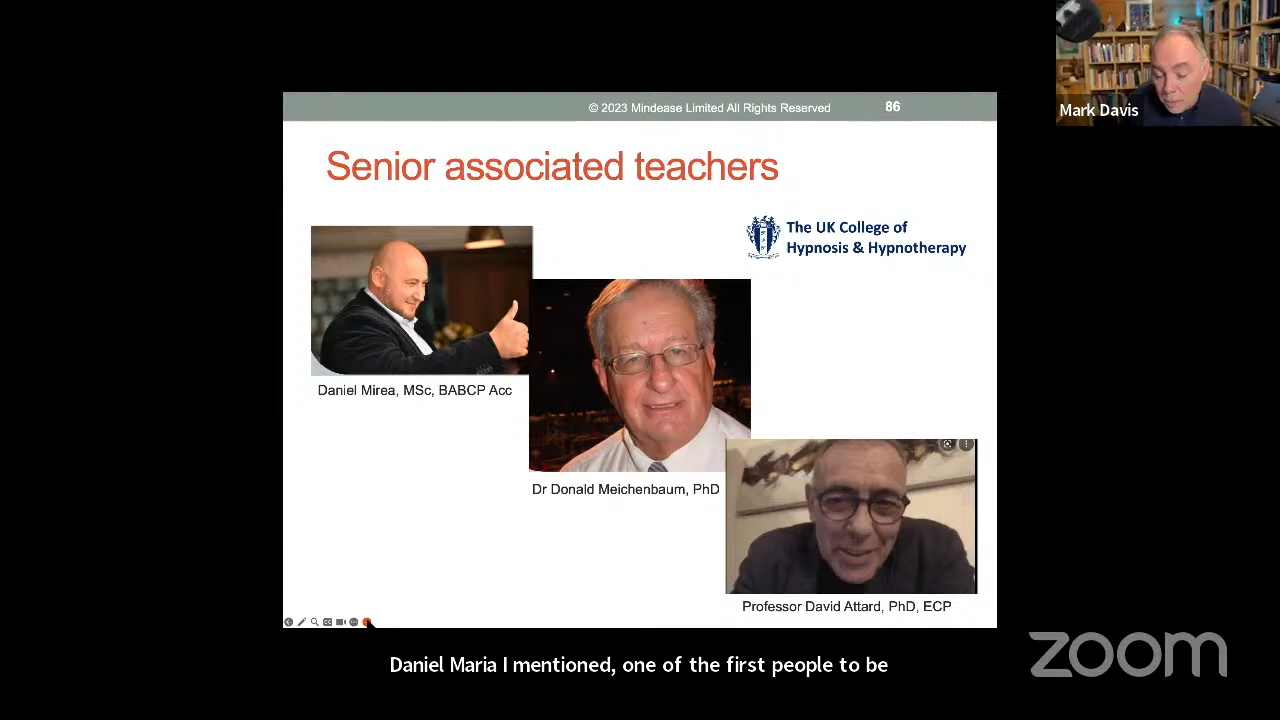 © 2023 Mindease Limited All Rights Reserved 86
Mark Davis
Senior associated teachers
The UK College of
Hypnosis & Hypnotherapy
Daniel Mirea, MSc, BABCP Acc
Dr Donald Meichenbaum, PhD
Professor David Attard, PhD, ECP
Daniel Maria I mentioned, one of the first people to be
zoom